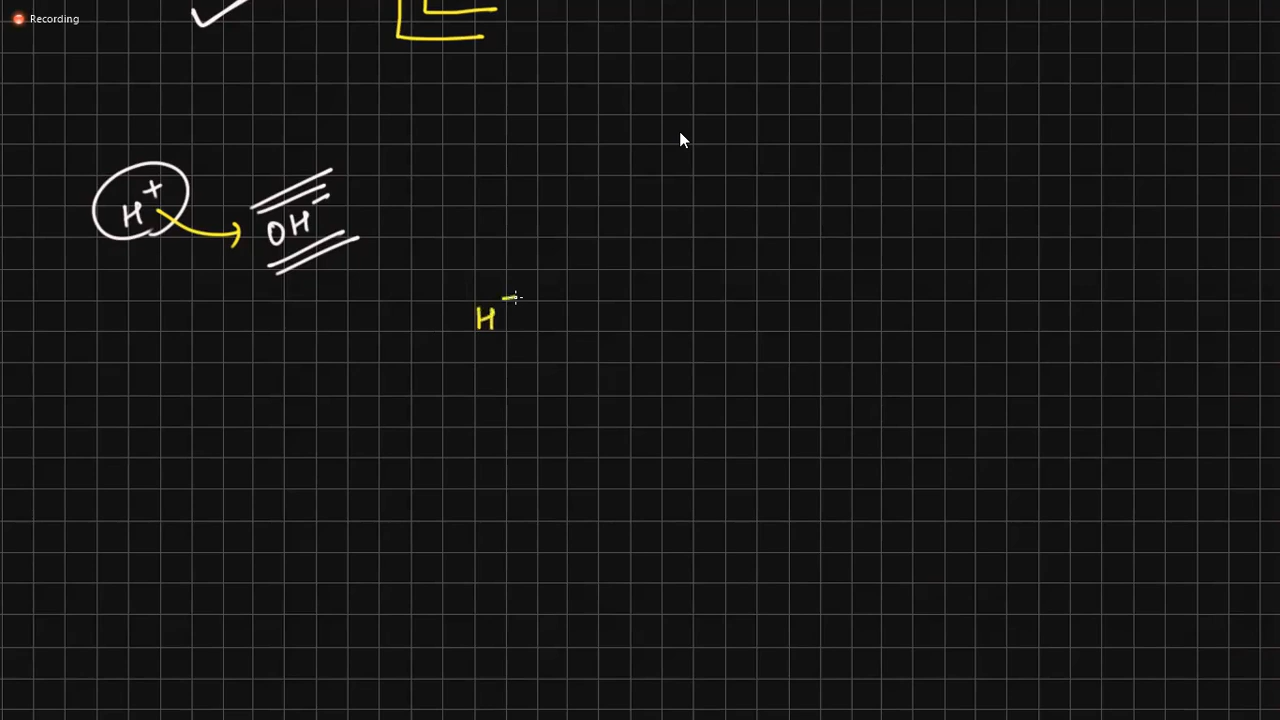 Recording
H⁺ → OH⁻
H⁻